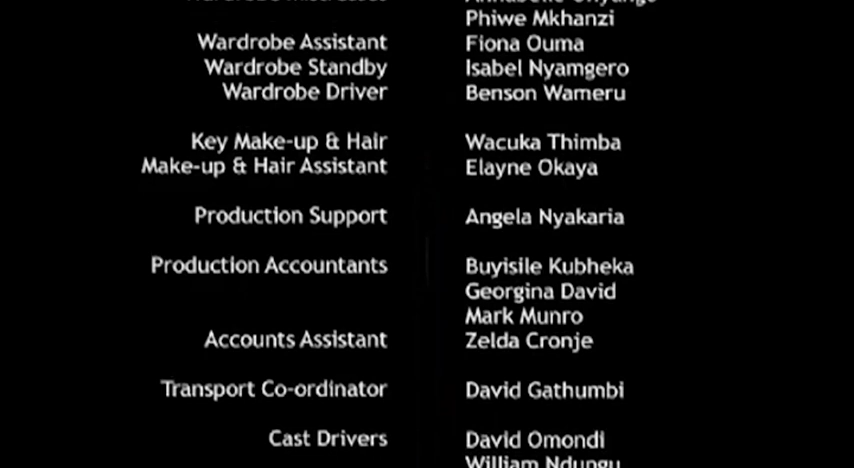 Phiwe Mkhanzi
Wardrobe Assistant Fiona Ouma
Wardrobe Standby Isabel Nyamgero
Wardrobe Driver Benson Wameru
Key Make-up & Hair Wacuka Thimba
Make-up & Hair Assistant Elayne Okaya
Production Support Angela Nyakaria
Production Accountants Buyisile Kubheka
Georgina David
Mark Munro
Accounts Assistant Zelda Cronje
Transport Co-ordinator David Gathumbi
Cast Drivers David Omondi
William Ndungu